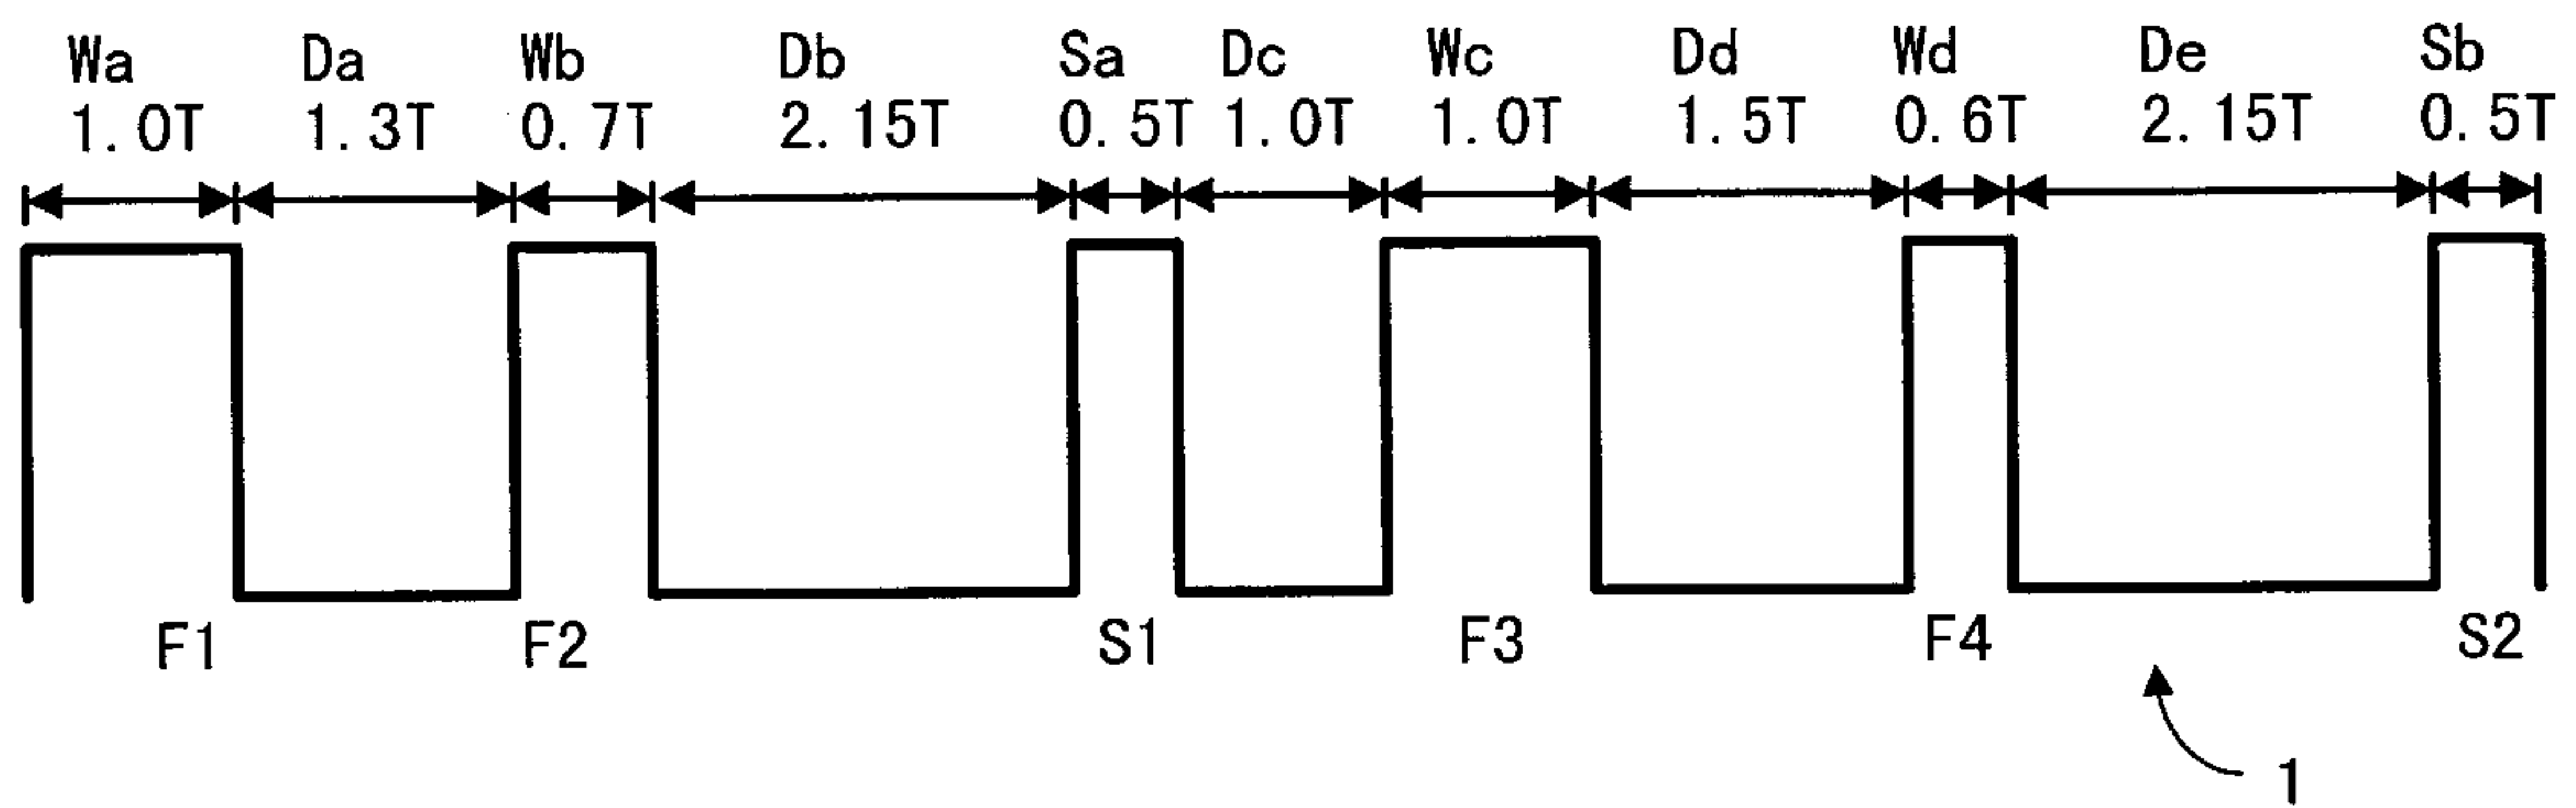 Wa Da Wb Db Sa Dc Wc Dd Wd De Sb
1.0T 1.3T 0.7T 2.15T 0.5T 1.0T 1.0T 1.5T 0.6T 2.15T 0.5T
F1 F2 S1 F3 F4 S2
1